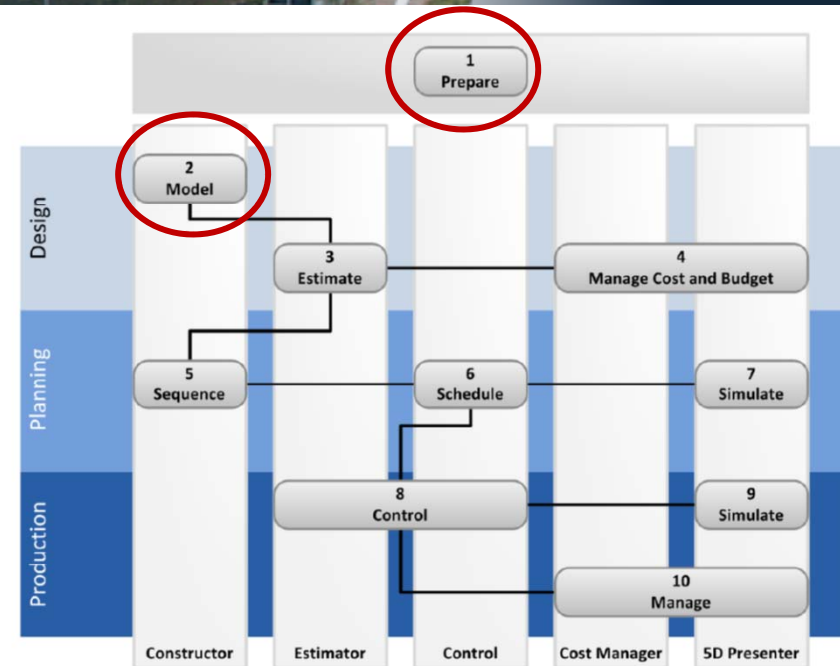 1
Prepare
2
Model
3
Estimate
4
Manage Cost and Budget
Design
5
Sequence
6
Schedule
7
Simulate
Planning
8
Control
9
Simulate
10
Manage
Production
Constructor
Estimator
Control
Cost Manager
5D Presenter